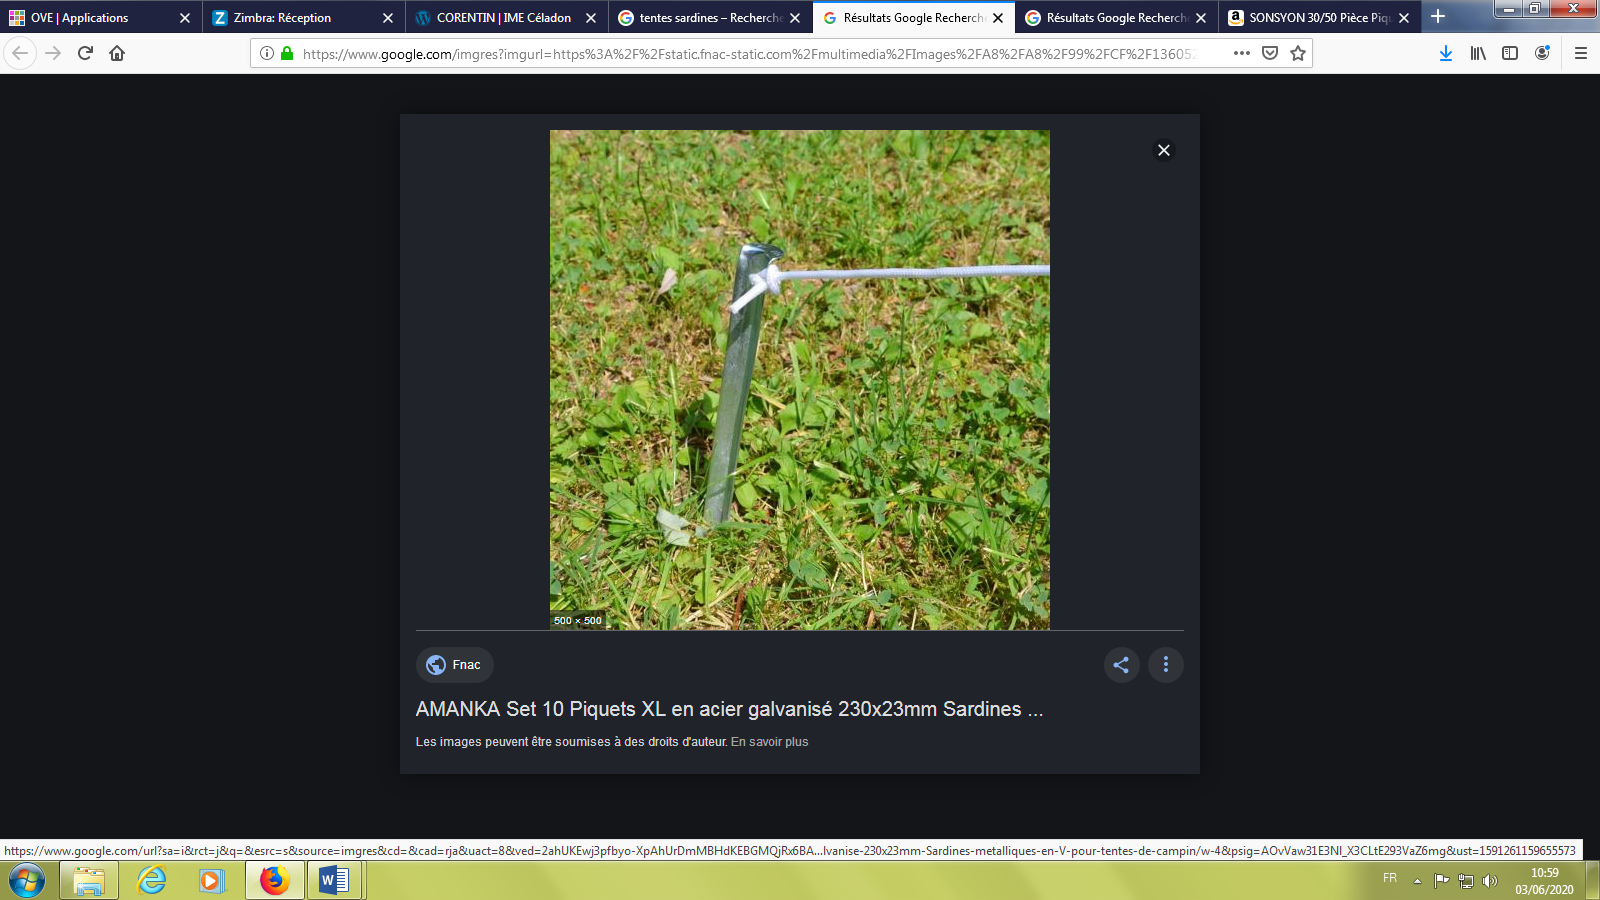 OVE | Applications
Zimbra: Réception
CORENTIN | IME Céladon
tentes sardines – Recherche
Résultats Google Recherche
Résultats Google Recherche
SONSYON 30/50 Pièce Piqu
https://www.google.com/imgres?imgurl=https%3A%2F%2Fstatic.fnac-static.com%2Fmultimedia%2FImages%2FA8%2FA8%2F99%2FCF%2F13605
500 × 500
Fnac
AMANKA Set 10 Piquets XL en acier galvanisé 230x23mm Sardines ...
Les images peuvent être soumises à des droits d'auteur. En savoir plus
https://www.google.com/url?sa=i&rct=j&q=&esrc=s&source=imgres&cd=&cad=rja&uact=8&ved=2ahUKEwj3pfbyo-XpAhUrDmMBHdKEBGMQjRx6BA...lvanise-230x23mm-Sardines-metalliques-en-V-pour-tentes-de-campin/w-4&psig=AOvVaw31E3NI_X3CLtE293VaZ6mg&ust=1591261159655573
FR
10:59
03/06/2020